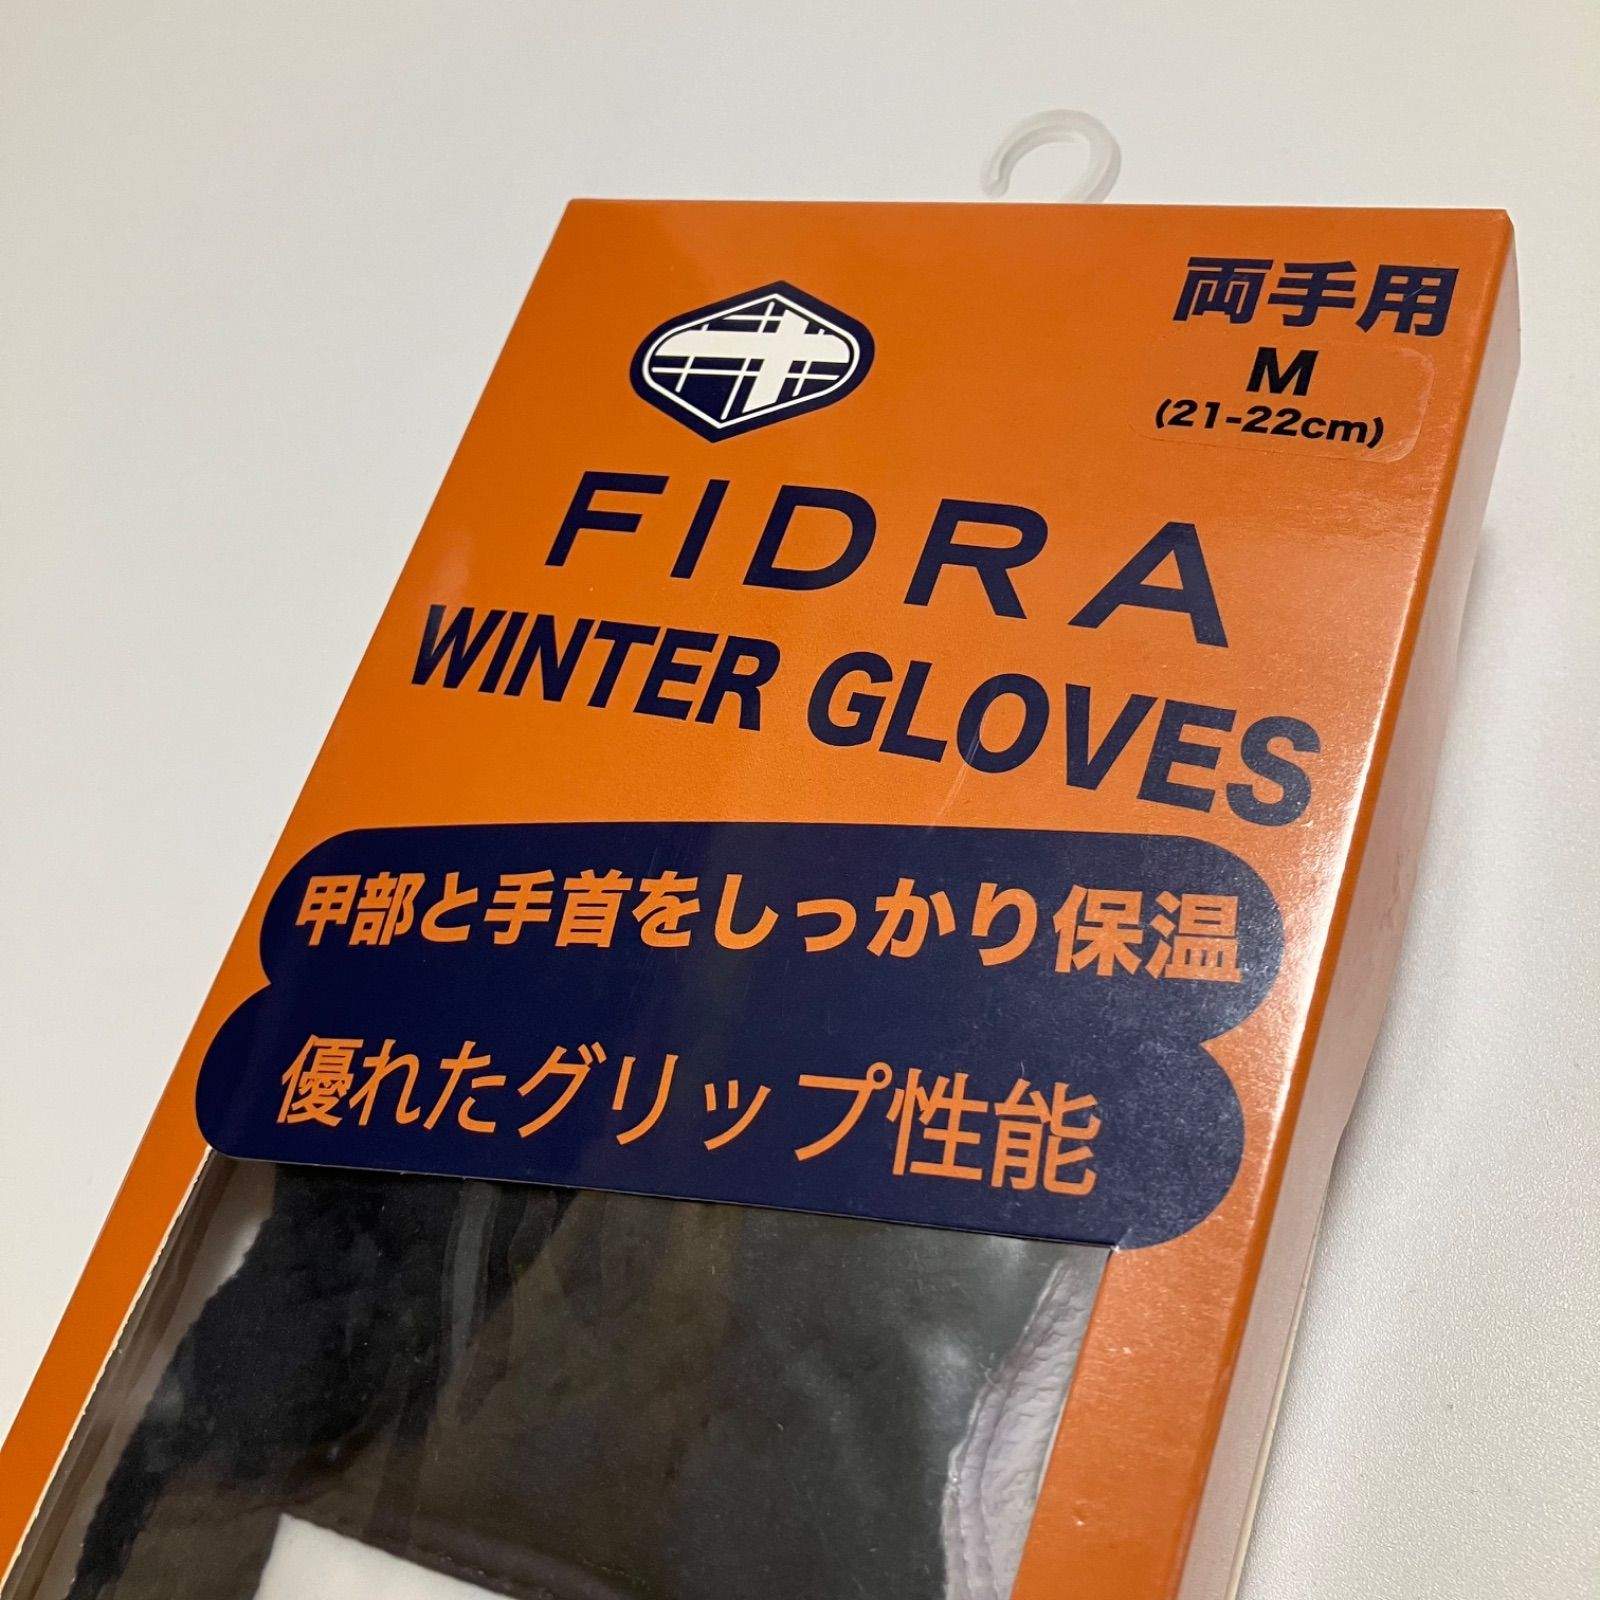 両手用
M
(21-22cm)
FIDRA
WINTER GLOVES
甲部と手首をしっかり保温
優れたグリップ性能